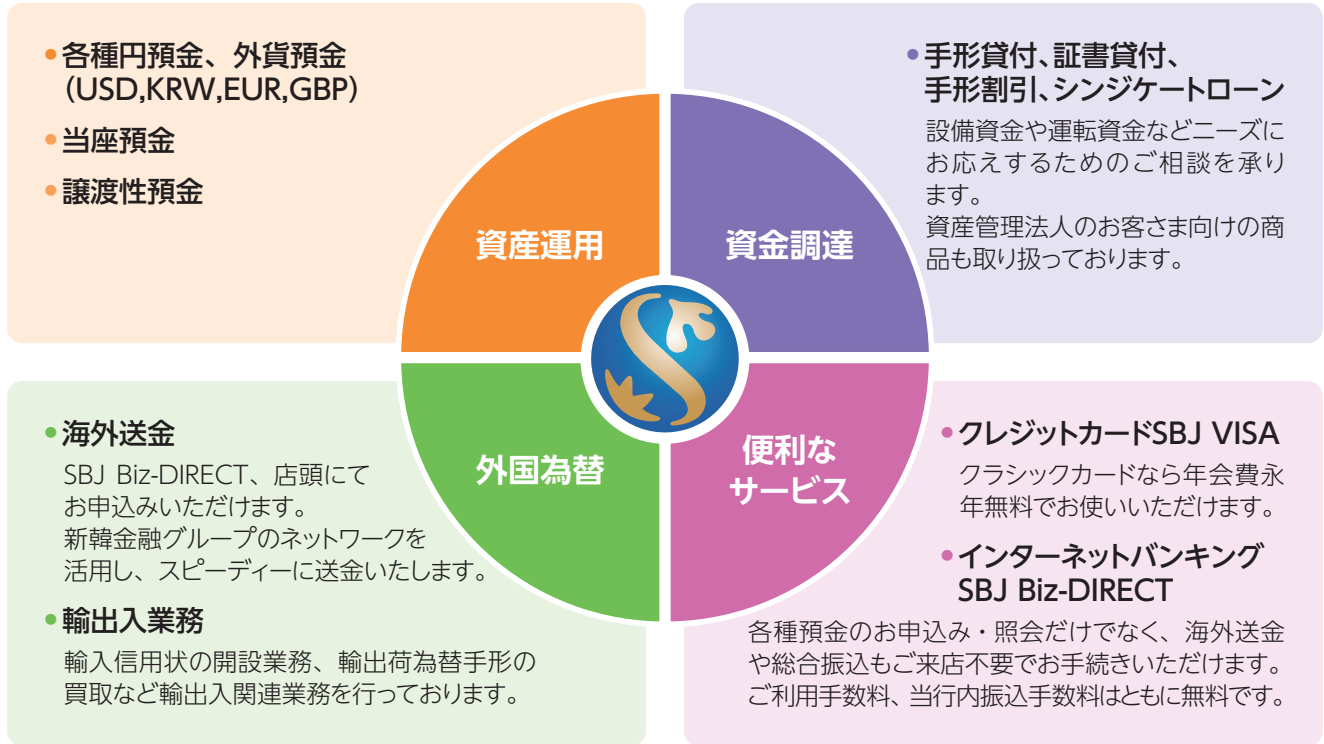 •各種円預金、外貨預金
（USD,KRW,EUR,GBP）
•当座預金
•譲渡性預金
資産運用
•手形貸付、証書貸付、
手形割引、シンジケートローン
設備資金や運転資金などニーズに
お応えするためのご相談を承り
ます。
資産管理法人のお客さま向けの商
品も取り扱っております。
資金調達
•海外送金
SBJ Biz-DIRECT、店頭にて
お申込みいただけます。
新韓金融グループのネットワークを
活用し、スピーディーに送金いたします。
•輸出入業務
輸入信用状の開設業務、輸出荷為替手形の
買取など輸出入関連業務を行っております。
外国為替
便利な
サービス
•クレジットカードSBJ VISA
クラシックカードなら年会費永
年無料でお使いいただけます。
•インターネットバンキング
SBJ Biz-DIRECT
各種預金のお申込み・照会だけでなく、海外送金
や総合振込もご来店不要でお手続きいただけます。
ご利用手数料、当行内振込手数料はともに無料です。